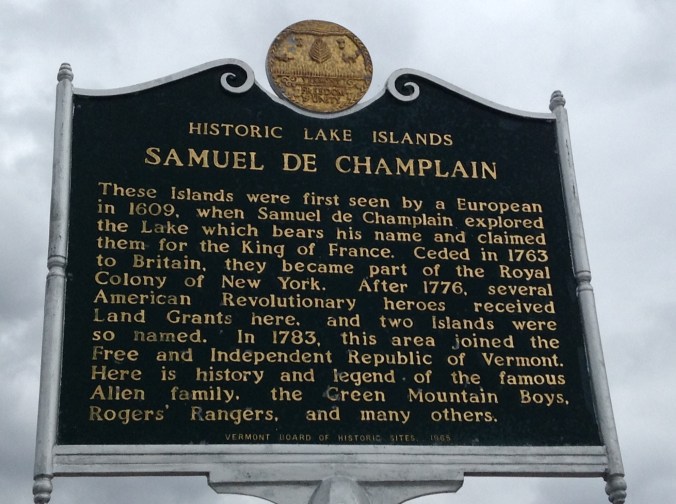 FREEDOM
UNITY
HISTORIC LAKE ISLANDS
SAMUEL DE CHAMPLAIN
These Islands were first seen by a European
in 1609, when Samuel de Champlain explored
the Lake which bears his name and claimed
them for the King of France. Ceded in 1763
to Britain, they became part of the Royal
Colony of New York. After 1776, several
American Revolutionary heroes received
Land Grants here, and two Islands were
so named. In 1783, this area joined the
Free and Independent Republic of Vermont.
Here is history and legend of the famous
Allen family, the Green Mountain Boys,
Rogers' Rangers, and many others.
VERMONT BOARD OF HISTORIC SITES, 1965